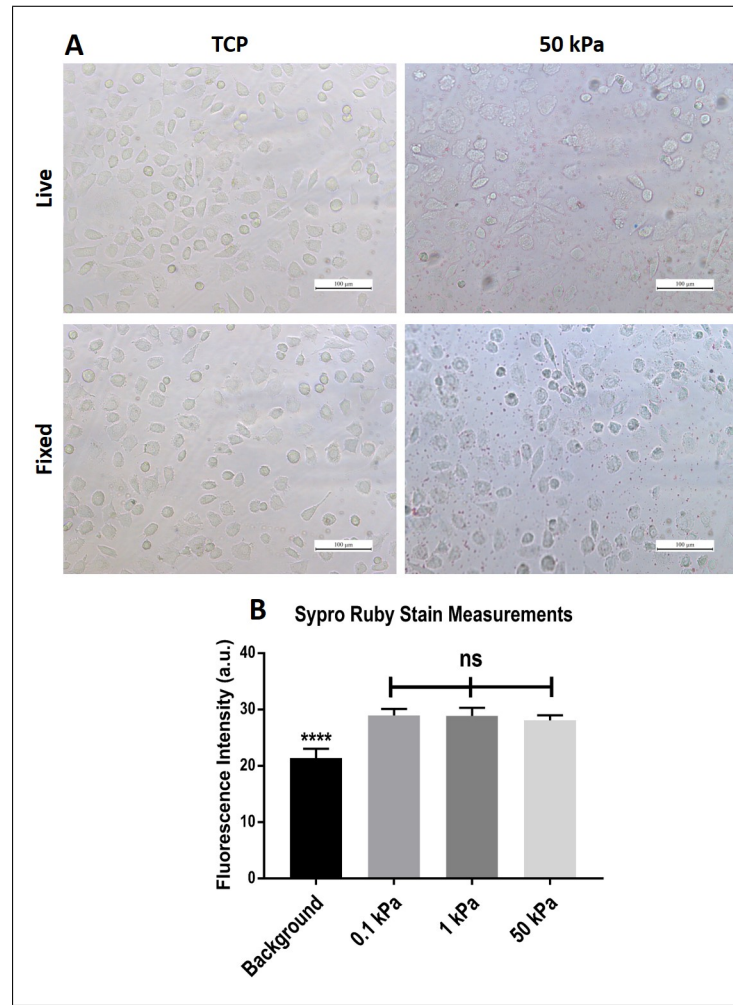 A
TCP
50 kPa
Live
100 µm
100 µm
Fixed
100 µm
100 µm
B
Sypro Ruby Stain Measurements
Fluorescence Intensity (a.u.)
40
30
20
10
0
****
ns
Background
0.1 kPa
1 kPa
50 kPa